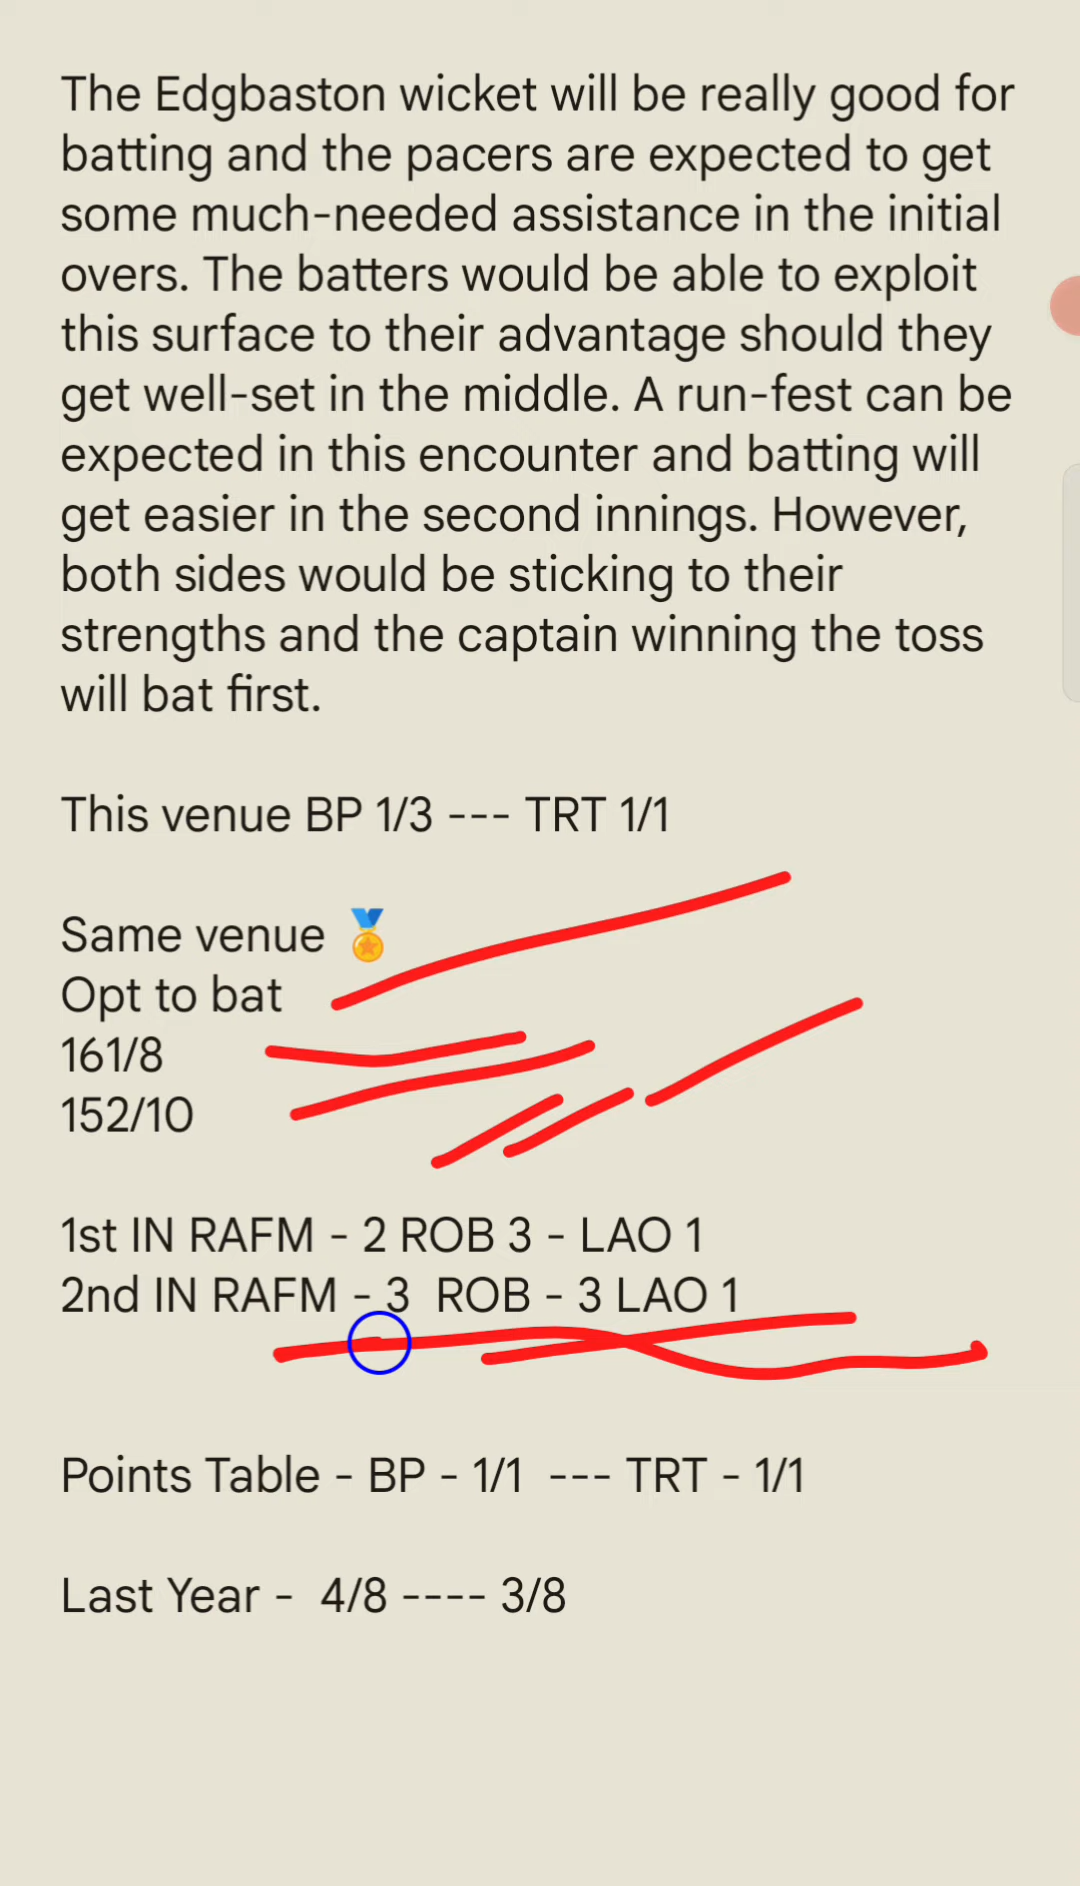 The Edgbaston wicket will be really good for
batting and the pacers are expected to get
some much-needed assistance in the initial
overs. The batters would be able to exploit
this surface to their advantage should they
get well-set in the middle. A run-fest can be
expected in this encounter and batting will
get easier in the second innings. However,
both sides would be sticking to their
strengths and the captain winning the toss
will bat first.
This venue BP 1/3 --- TRT 1/1
Same venue 🏅
Opt to bat
161/8
152/10
1st IN RAFM - 2 ROB 3 - LAO 1
2nd IN RAFM - 3 ROB - 3 LAO 1
Points Table - BP - 1/1 --- TRT - 1/1
Last Year - 4/8 ---- 3/8